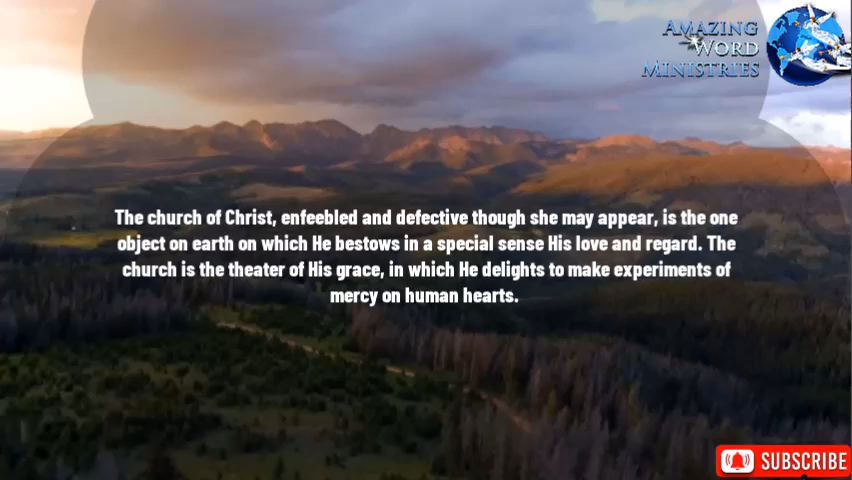 AMAZING
WORD
MINISTRIES
The church of Christ, enfeebled and defective though she may appear, is the one
object on earth on which He bestows in a special sense His love and regard. The
church is the theater of His grace, in which He delights to make experiments of
mercy on human hearts.
SUBSCRIBE